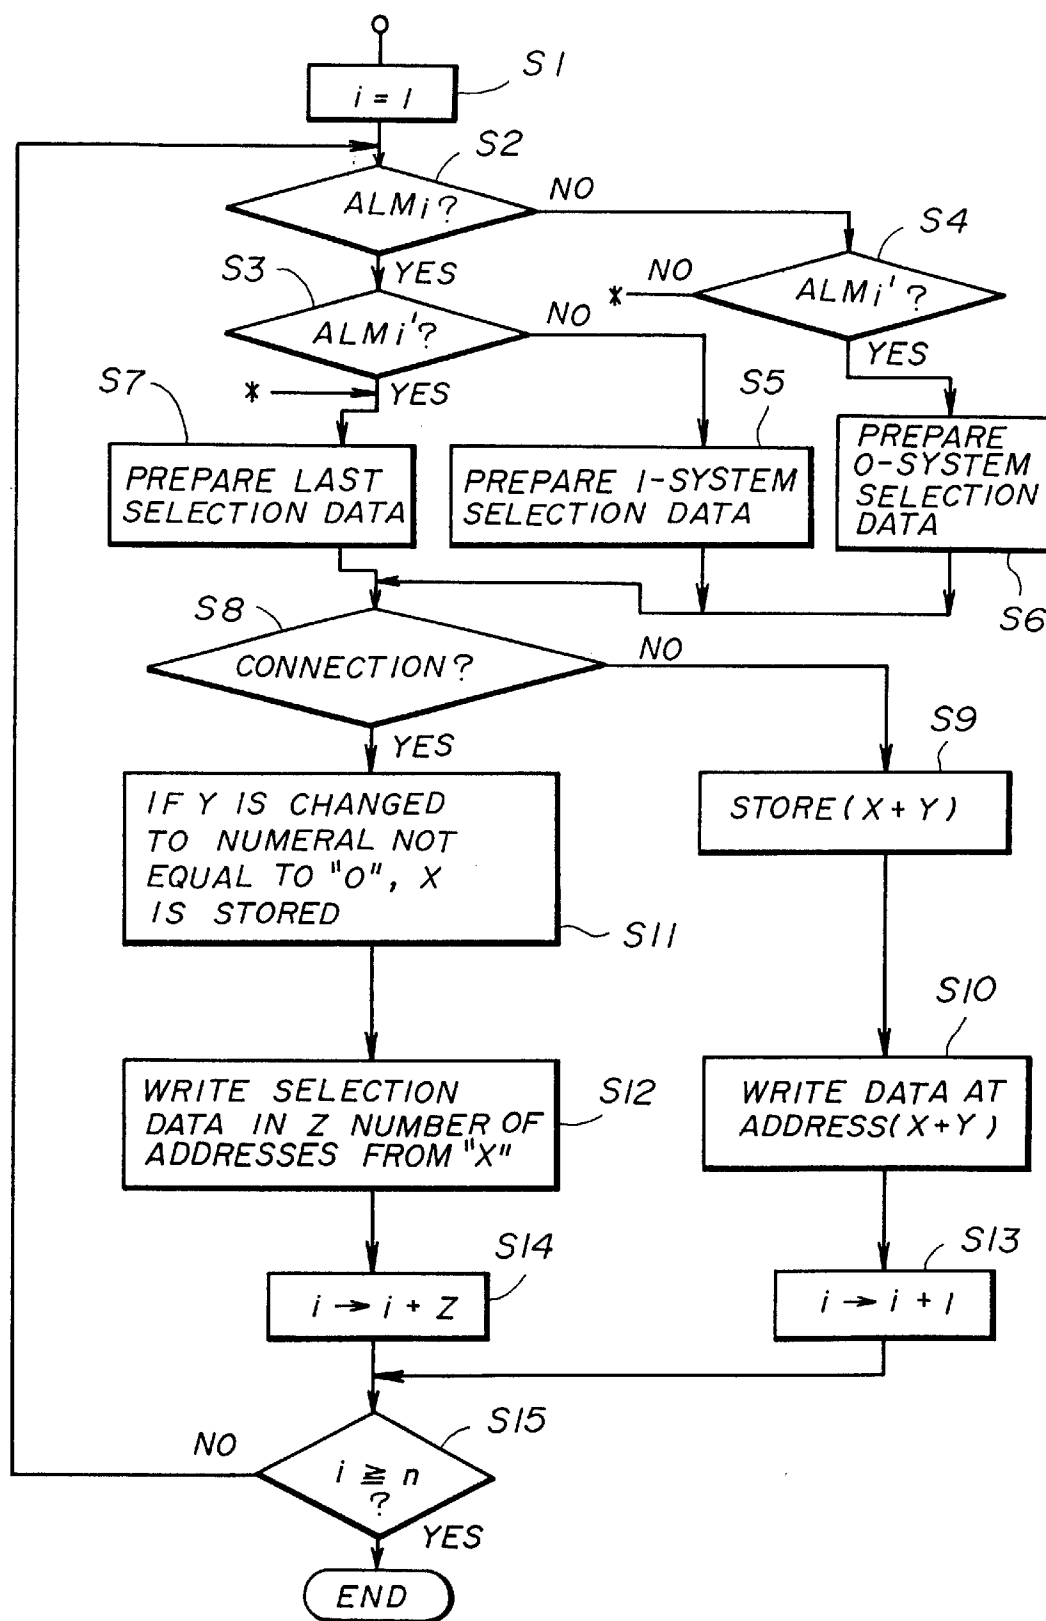 S1
i = 1
S2
ALMi?
NO
S4
YES
S3
NO
ALMi'?
*
ALMi'?
NO
YES
S7
*
YES
S5
PREPARE LAST
SELECTION DATA
PREPARE 1-SYSTEM
SELECTION DATA
PREPARE
0-SYSTEM
SELECTION
DATA
S6
S8
CONNECTION?
NO
YES
S9
IF Y IS CHANGED
TO NUMERAL NOT
EQUAL TO "0", X
IS STORED
STORE(X+Y)
S11
S10
WRITE SELECTION
DATA IN Z NUMBER OF
ADDRESSES FROM "X"
S12
WRITE DATA AT
ADDRESS(X+Y)
S14
S13
i → i + Z
i → i + 1
S15
NO
i ≧ n
?
YES
END